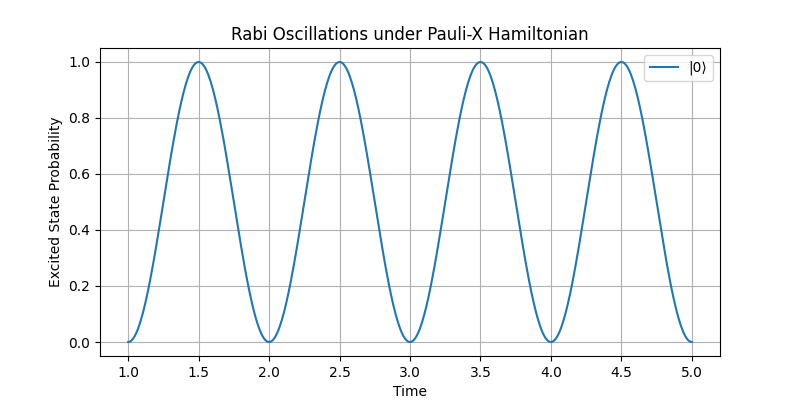 Rabi Oscillations under Pauli-X Hamiltonian
|0⟩
Excited State Probability
1.0
0.8
0.6
0.4
0.2
0.0
1.0 1.5 2.0 2.5 3.0 3.5 4.0 4.5 5.0
Time